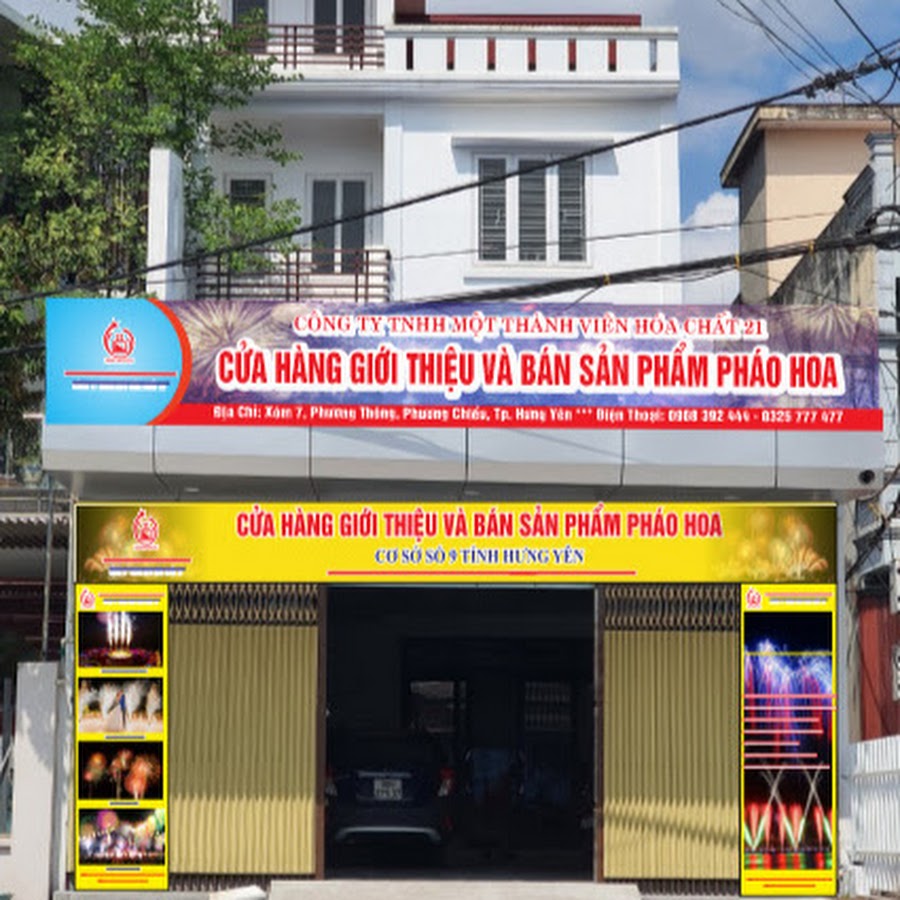 CÔNG TY TNHH MỘT THÀNH VIÊN HÓA CHẤT 21
CỬA HÀNG GIỚI THIỆU VÀ BÁN SẢN PHẨM PHÁO HOA
Địa Chỉ: Xóm 7, Phương Thông, Phương Chiểu, Tp. Hưng Yên *** Điện Thoại: 0908 392 444 - 0325 777 477
CỬA HÀNG GIỚI THIỆU VÀ BÁN SẢN PHẨM PHÁO HOA
CƠ SỞ SỐ 9 TỈNH HƯNG YÊN